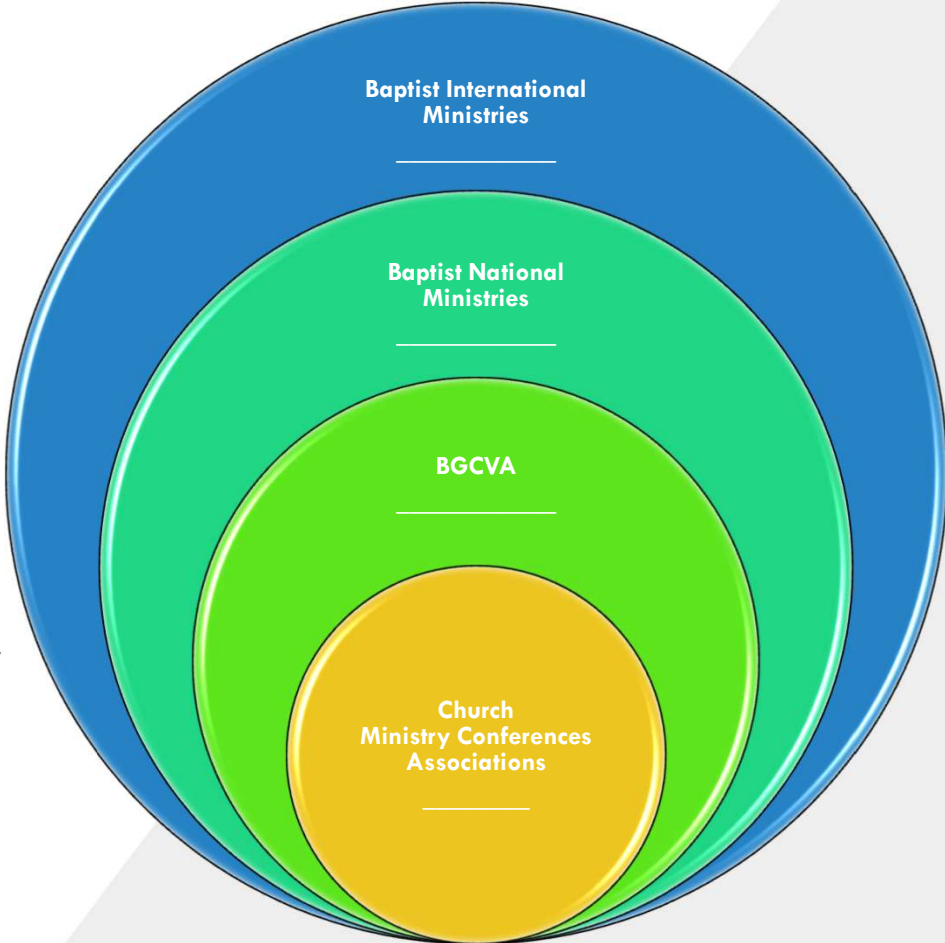 Baptist International
Ministries
Baptist National
Ministries
BGCVA
Church
Ministry Conferences
Associations